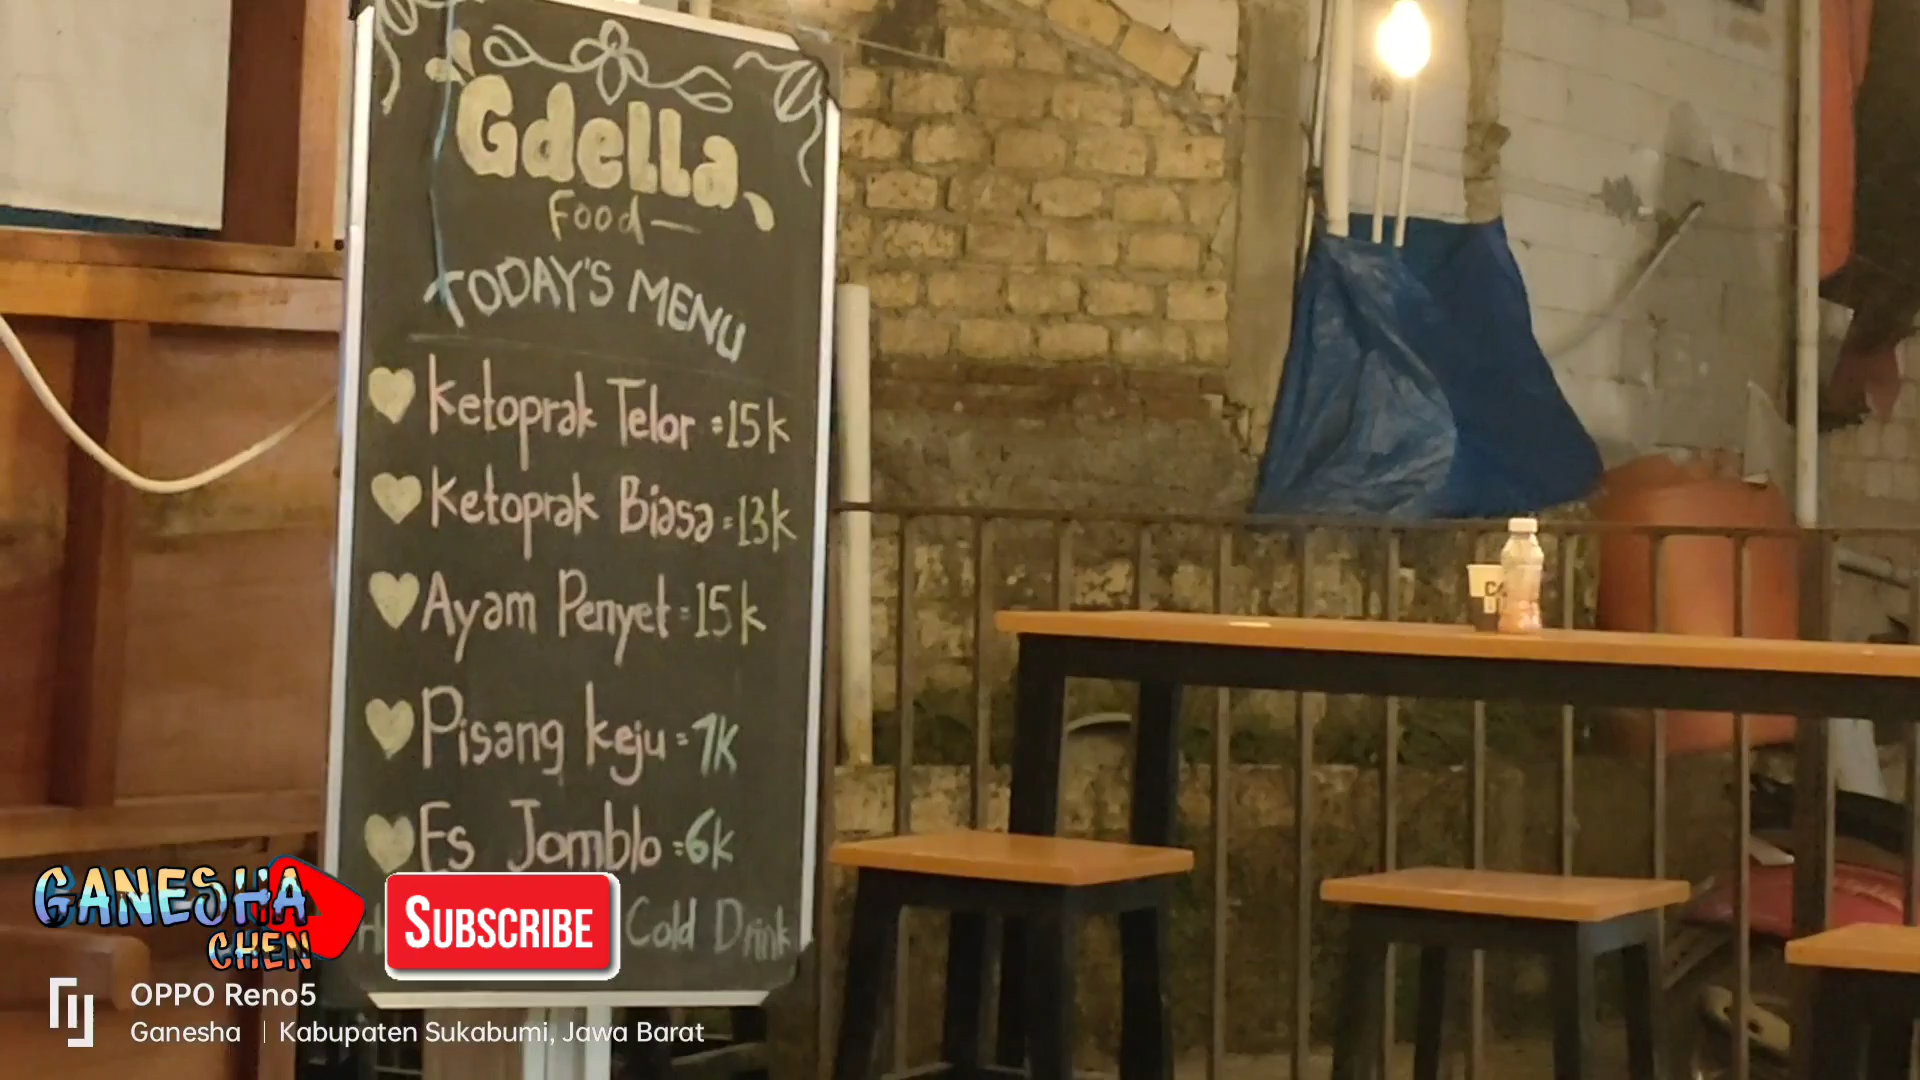 Gdella
Food
TODAY'S MENU
Ketoprak Telor = 15k
Ketoprak Biasa = 13k
Ayam Penyet = 15k
Pisang keju = 7k
Es Jomblo = 6k
Cold Drink
GANESHA
CHEN
SUBSCRIBE
OPPO Reno5
Ganesha | Kabupaten Sukabumi, Jawa Barat